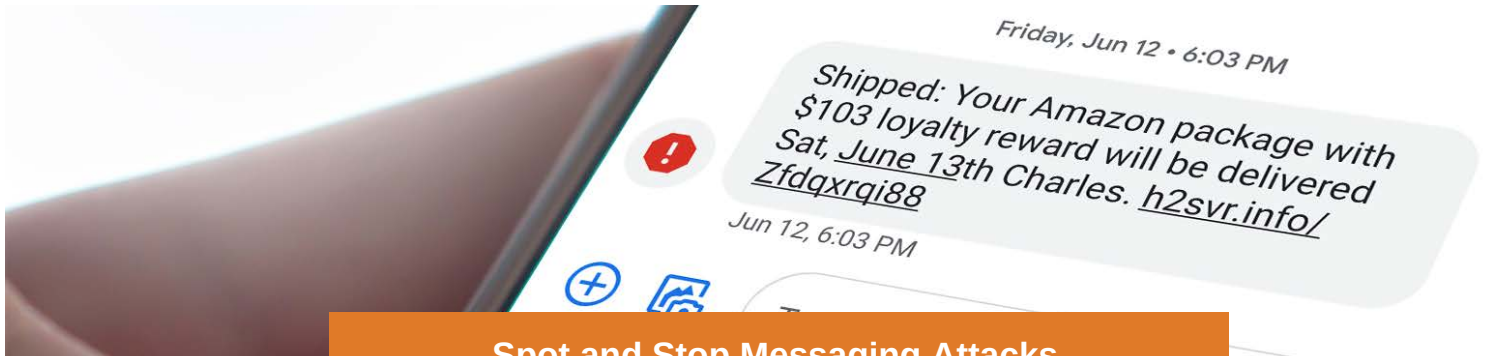 Friday, Jun 12 • 6:03 PM
Shipped: Your Amazon package with
$103 loyalty reward will be delivered
Sat, June 13th Charles. h2svr.info/
Zfdqxrqi88
Jun 12, 6:03 PM
Spot and Stop Messaging Attacks